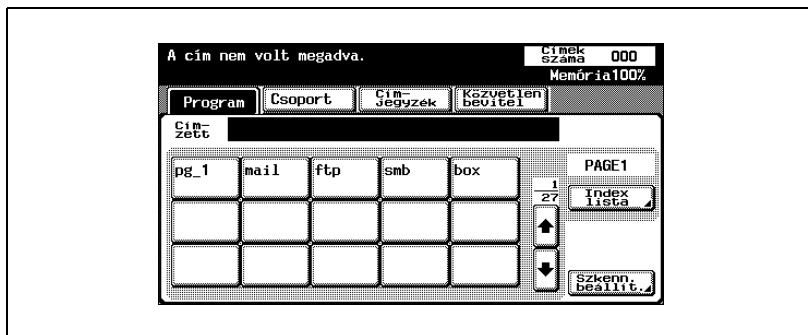 A cím nem volt megadva.
Címek
száma 000
Memória100%
Program
Csoport
Cím-
jegyzék
Közvetlen
bevitel
Cím-
zett
pg_1 mail ftp smb box
PAGE1
1
27
Index
lista
Szkenn.
beállít.